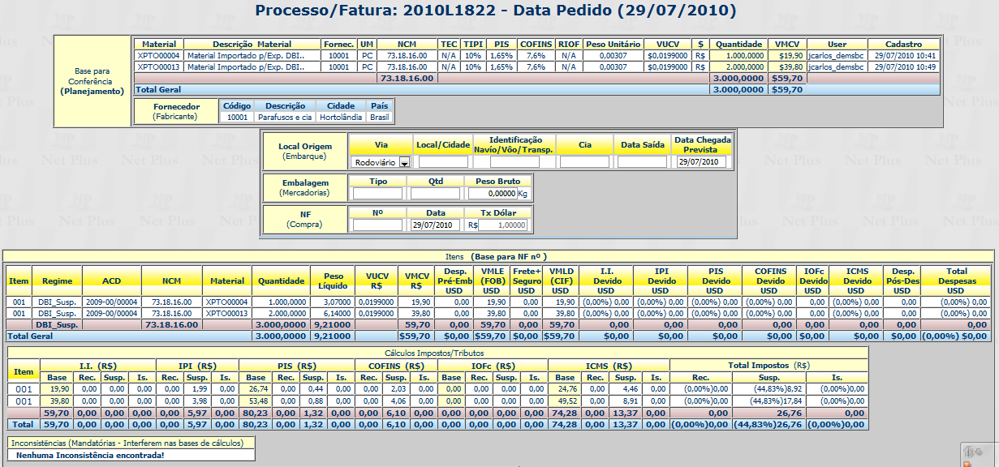 Processo/Fatura: 2010L1822 - Data Pedido (29/07/2010)
Base para Conferência (Planejamento)
Material Descrição Material Fornec. UM NCM TEC TIPI PIS COFINS RIOF Peso Unitário VUCV $ Quantidade VMCV User Cadastro
XPTO00004 Material Importado p/Exp. DBI.. 10001 PC 73.18.16.00 N/A 10% 1,65% 7,6% N/A 0,00307 $0,0199000 R$ 1.000,0000 $19,90 jcarlos_demsbc 29/07/2010 10:41
XPTO00013 Material Importado p/Exp. DBI.. 10001 PC 73.18.16.00 N/A 10% 1,65% 7,6% N/A 0,00307 $0,0199000 R$ 2.000,0000 $39,80 jcarlos_demsbc 29/07/2010 10:49
73.18.16.00 3.000,0000 $59,70
Total Geral 3.000,0000 $59,70
Fornecedor (Fabricante)
Código Descrição Cidade País
10001 Parafusos e cia Hortolândia Brasil
Local Origem (Embarque)
Via Local/Cidade Identificação Navio/Vôo/Transp. Cia Data Saída Data Chegada Prevista
Rodoviário 29/07/2010
Embalagem (Mercadorias)
Tipo Qtd Peso Bruto
0,00000 Kg
NF (Compra)
Nº Data Tx Dólar
29/07/2010 R$ 1,00000
Itens (Base para NF nº )
Item Regime ACD NCM Material Quantidade Peso Líquido VUCV R$ VMCV R$ Desp. Pré-Emb USD VMLE (FOB) USD Frete+ Seguro USD VMLD (CIF) USD I.I. Devido USD IPI Devido USD PIS Devido USD COFINS Devido USD IOFc Devido USD ICMS Devido USD Desp. Pós-Des USD Total Despesas USD
001 DBI_Susp. 2009-00/00004 73.18.16.00 XPTO00004 1.000,0000 3,07000 0,0199000 19,90 0,00 19,90 0,00 19,90 (0,00%) 0,00 (0,00%) 0,00 (0,00%) 0,00 (0,00%) 0,00 0,00 (0,00%) 0,00 0,00 (0,00%) 0,00
001 DBI_Susp. 2009-00/00004 73.18.16.00 XPTO00013 2.000,0000 6,14000 0,0199000 39,80 0,00 39,80 0,00 39,80 (0,00%) 0,00 (0,00%) 0,00 (0,00%) 0,00 (0,00%) 0,00 0,00 (0,00%) 0,00 0,00 (0,00%) 0,00
DBI_Susp. 73.18.16.00 3.000,0000 9,21000 59,70 0,00 59,70 0,00 59,70 0,00 0,00 0,00 0,00 0,00 0,00 0,00 0,00
Total Geral 3.000,0000 9,21000 $59,70 $0,00 $59,70 $0,00 $59,70 $0,00 $0,00 $0,00 $0,00 $0,00 $0,00 $0,00 (0,00%) $0,00
Cálculos Impostos/Tributos
Item I.I. (R$) IPI (R$) PIS (R$) COFINS (R$) IOFc (R$) ICMS (R$) Total Impostos (R$)
Base Rec. Susp. Is. Rec. Susp. Is. Base Rec. Susp. Is. Rec. Susp. Is. Base Rec. Susp. Is. Base Rec. Susp. Is. Rec. Susp. Is.
001 19,90 0,00 0,00 0,00 0,00 1,99 0,00 26,74 0,00 0,44 0,00 0,00 2,03 0,00 0,00 0,00 0,00 0,00 24,76 0,00 4,46 0,00 (0,00%)0,00 (44,83%)8,92 (0,00%)0,00
001 39,80 0,00 0,00 0,00 0,00 3,98 0,00 53,48 0,00 0,88 0,00 0,00 4,06 0,00 0,00 0,00 0,00 0,00 49,52 0,00 8,91 0,00 (0,00%)0,00 (44,83%)17,84 (0,00%)0,00
59,70 0,00 0,00 0,00 0,00 5,97 0,00 80,23 0,00 1,32 0,00 0,00 6,10 0,00 0,00 0,00 0,00 0,00 74,28 0,00 13,37 0,00 0,00 26,76 0,00
Total 59,70 0,00 0,00 0,00 0,00 5,97 0,00 80,23 0,00 1,32 0,00 0,00 6,10 0,00 0,00 0,00 0,00 0,00 74,28 0,00 13,37 0,00 (0,00%)0,00 (44,83%)26,76 (0,00%)0,00
Inconsistências (Mandatórias - Interferem nas bases de cálculos)
Nenhuma Inconsistência encontrada!
Net Plus